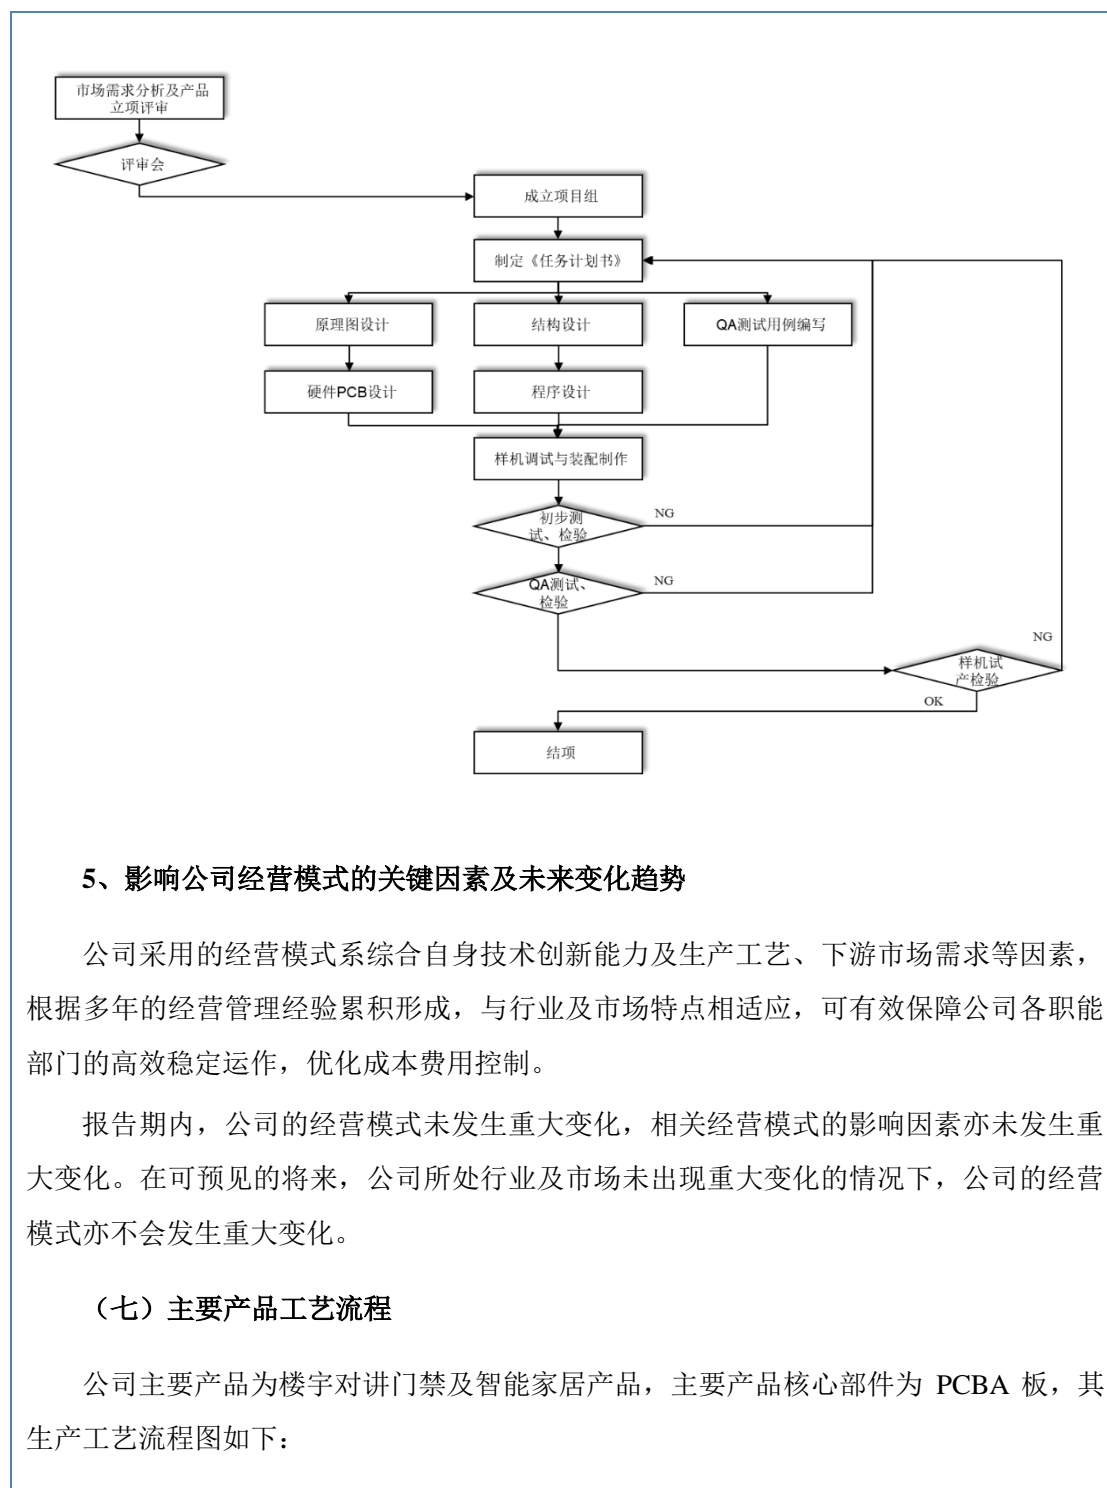 市场需求分析及产品
立项评审
评审会
成立项目组
制定《任务计划书》
原理图设计
结构设计
QA测试用例编写
硬件PCB设计
程序设计
样机调试与装配制作
初步测
试、检验
NG
QA测试、
检验
NG
NG
样机试
产检验
OK
结项
5、影响公司经营模式的关键因素及未来变化趋势
公司采用的经营模式系综合自身技术创新能力及生产工艺、下游市场需求等因素，
根据多年的经营管理经验累积形成，与行业及市场特点相适应，可有效保障公司各职能
部门的高效稳定运作，优化成本费用控制。
报告期内，公司的经营模式未发生重大变化，相关经营模式的影响因素亦未发生重
大变化。在可预见的将来，公司所处行业及市场未出现重大变化的情况下，公司的经营
模式亦不会发生重大变化。
（七）主要产品工艺流程
公司主要产品为楼宇对讲门禁及智能家居产品，主要产品核心部件为 PCBA 板，其
生产工艺流程图如下：